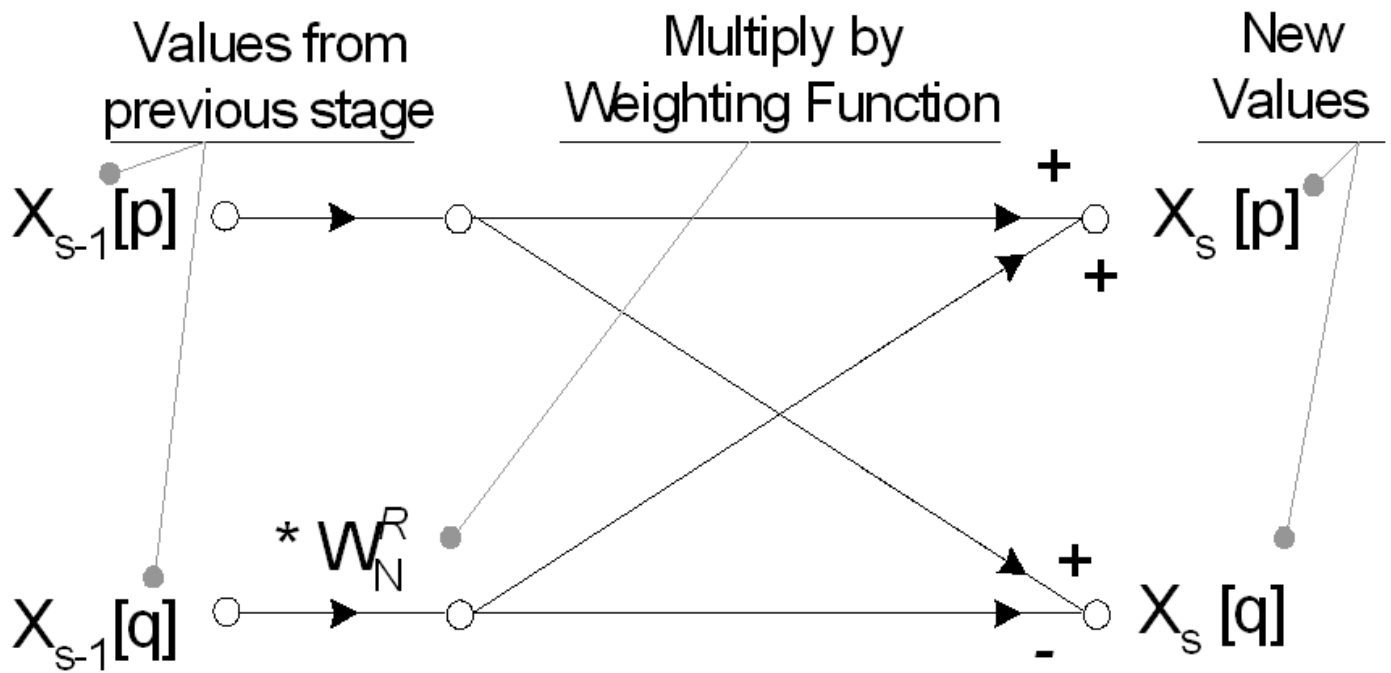 Values from
previous stage
Multiply by
Weighting Function
New
Values
X_{s-1}[p]
+
X_s [p]
+
* W_N^R
+
X_{s-1}[q]
X_s [q]
-